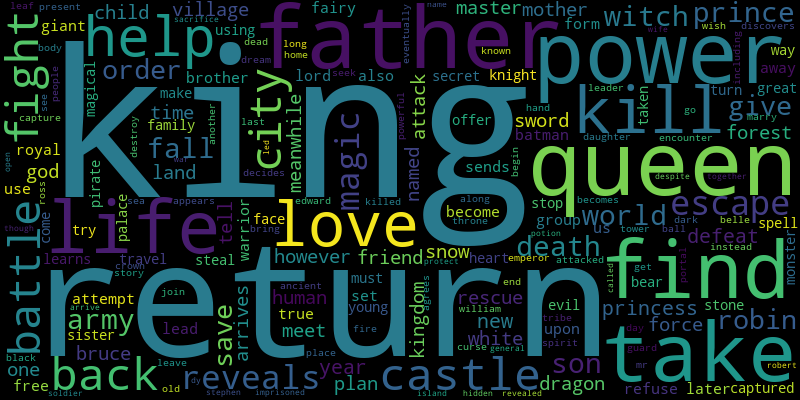 leaf present fairy master mother child village witch prince
body giant help father power form using name eventually
sacrifice dead long home known wife wish discovers including
fight king order brother lord also seek secret knight way away
see people capture magical make dream offer leader turn great
time sword kill give hand taken go marry
royal family fall another last city meanwhile attack batman daughter encounter forest
god destroy land magic powerful named sends begin queen
use pirate war led decides despite together
open ross sea appears edward killed along stop becomes escape
life love face become throne group world us dark belle spell
though come try palace tell bring potion tower ball
battle learns travel warrior steal however friend snow heart emperor death attacked defeat instead monster
crown story return ancient protect agrees called find get bear portal
attempt join human must set kingdom end evil princess stone
arrive army true young rescue william tribe new upon force robin
sister lead save arrives meet fire white spirit day
black bruce place year curse general guard take
one back leave reveals plan castle son mr refuse later captured robert
free old dy dragon
soldier stephen imprisoned island hidden revealed